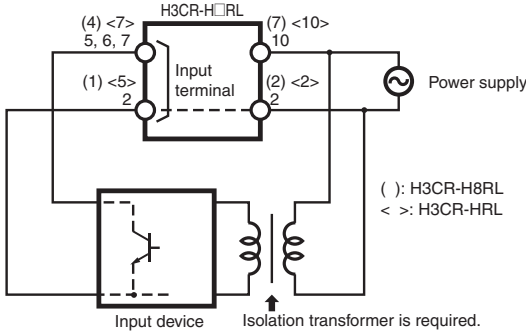 H3CR-H□RL
(4) <7>
5, 6, 7
(7) <10>
10
Input
terminal
(1) <5>
2
(2) <2>
2
Power supply
( ): H3CR-H8RL
< >: H3CR-HRL
Input device
Isolation transformer is required.